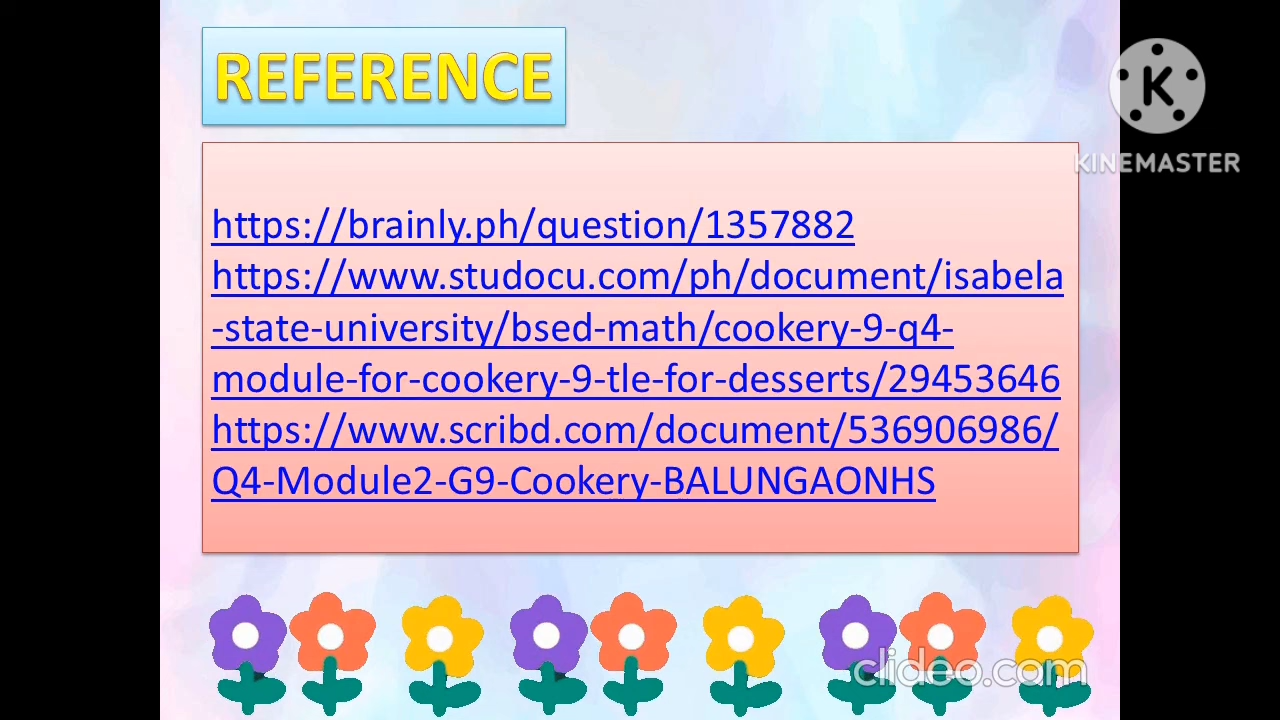 REFERENCE
K
KINEMASTER
https://brainly.ph/question/1357882
https://www.studocu.com/ph/document/isabela
-state-university/bsed-math/cookery-9-q4-
module-for-cookery-9-tle-for-desserts/29453646
https://www.scribd.com/document/536906986/
Q4-Module2-G9-Cookery-BALUNGAONHS
clideo.com